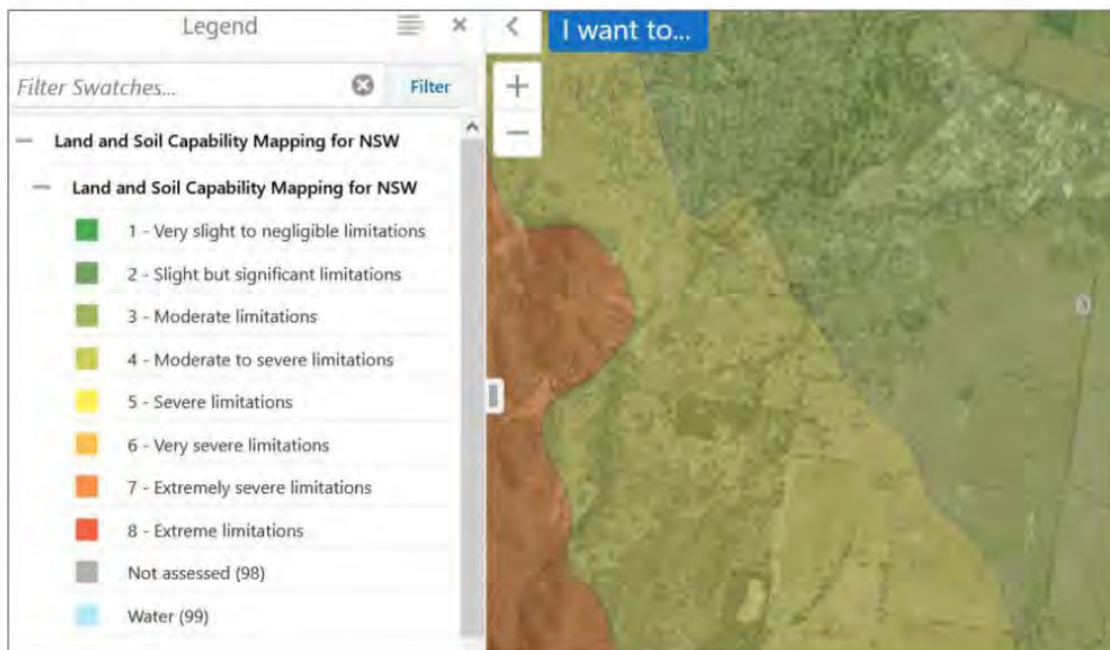 Legend
I want to...
Filter Swatches...
Filter
Land and Soil Capability Mapping for NSW
Land and Soil Capability Mapping for NSW
1 - Very slight to negligible limitations
2 - Slight but significant limitations
3 - Moderate limitations
4 - Moderate to severe limitations
5 - Severe limitations
6 - Very severe limitations
7 - Extremely severe limitations
8 - Extreme limitations
Not assessed (98)
Water (99)